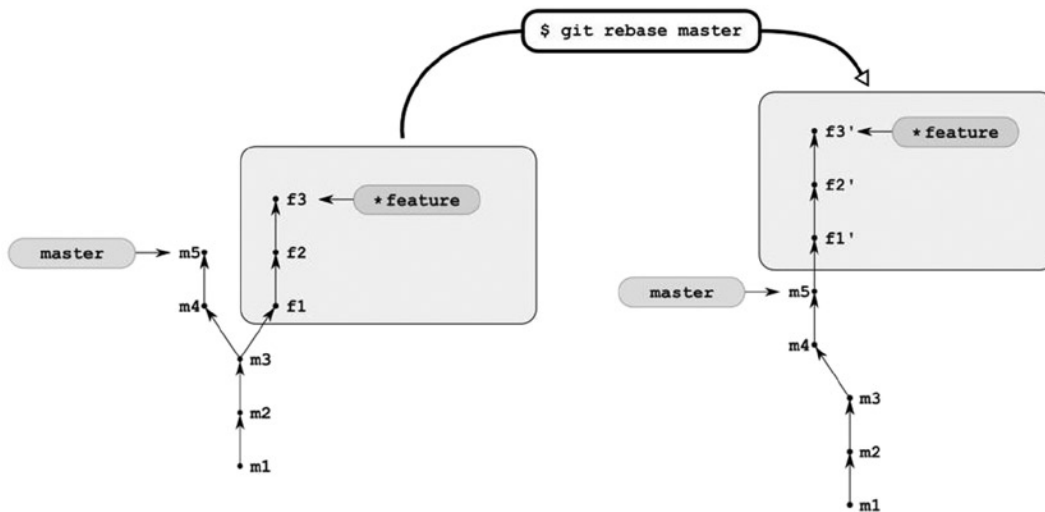 $ git rebase master
f3
*feature
master
m5
f2
m4
f1
m3
m2
m1
f3'
*feature
f2'
f1'
master
m5
m4
m3
m2
m1